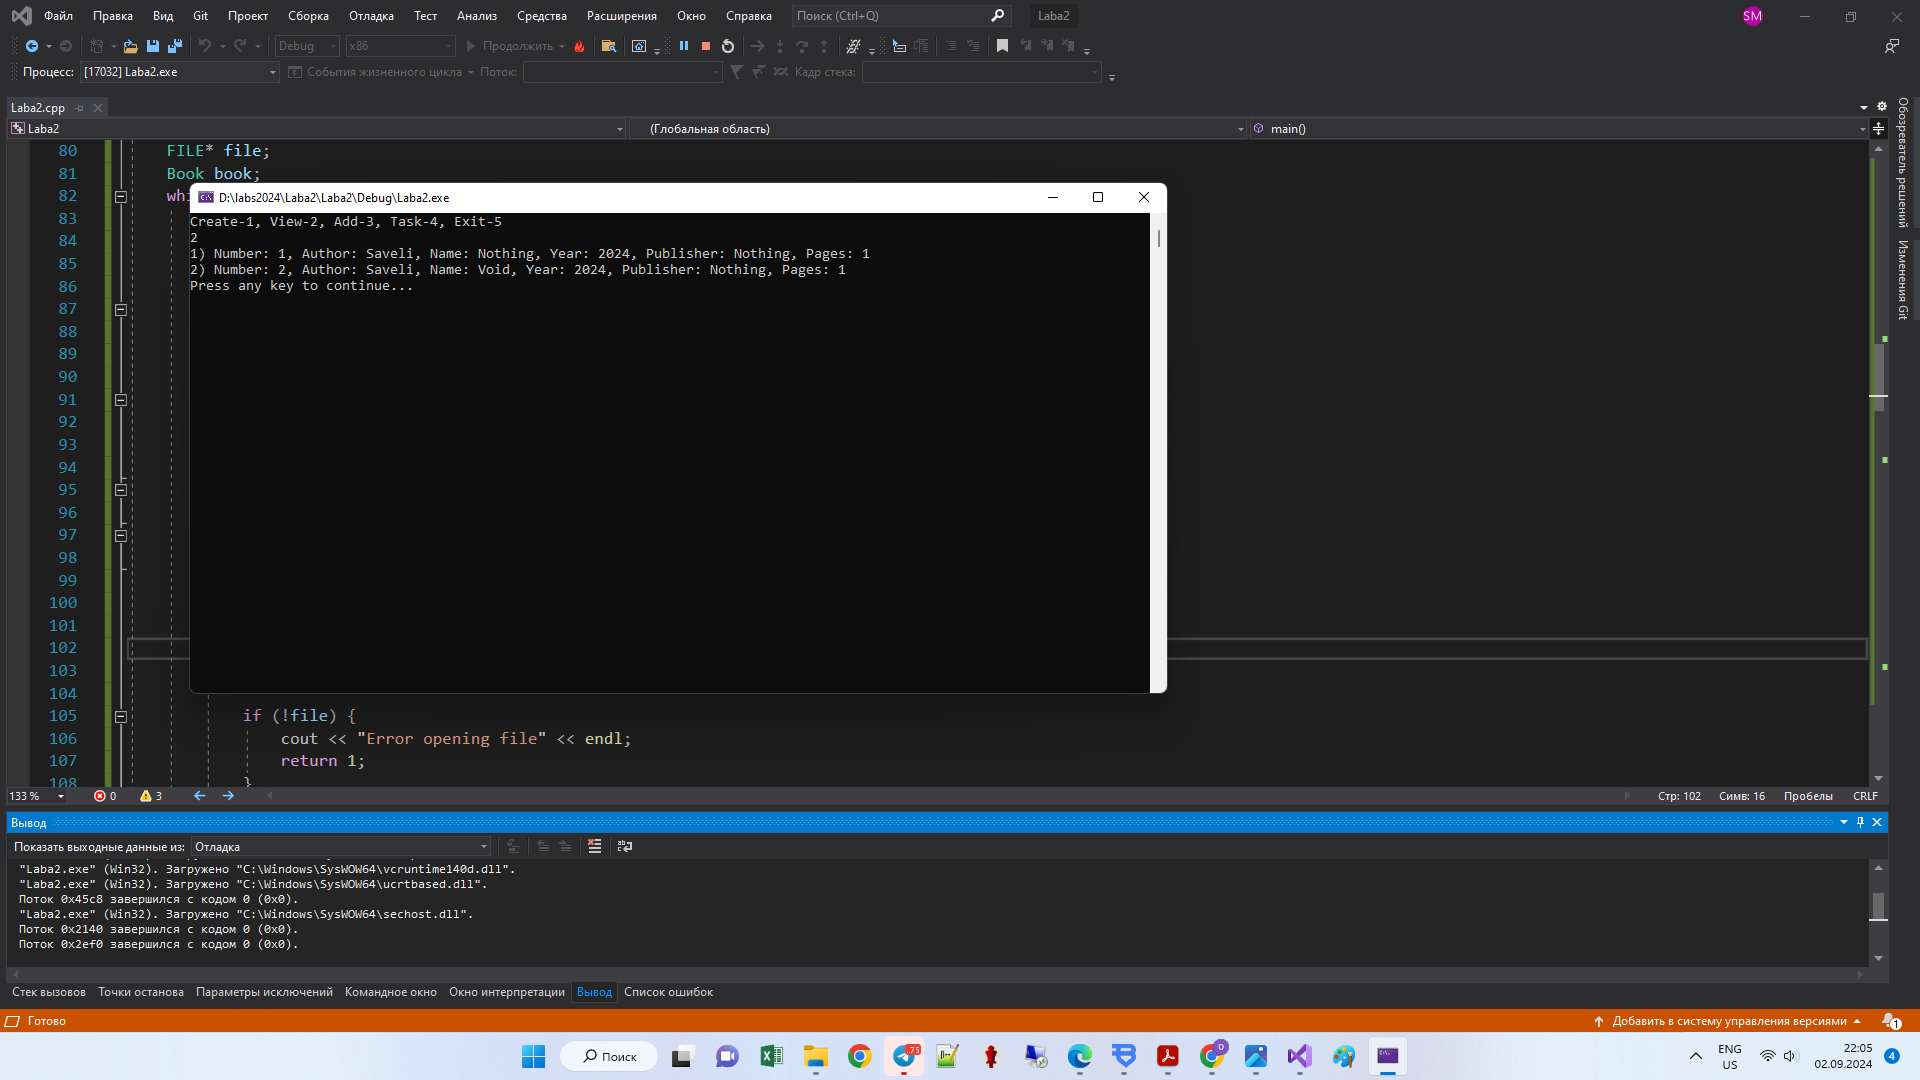 Файл Правка Вид Git Проект Сборка Отладка Тест Анализ Средства Расширения Окно Справка Поиск (Ctrl+Q) Laba2 SM
Debug x86 Продолжить
Процесс: [17032] Laba2.exe События жизненного цикла Поток: Кадр стека:
Laba2.cpp
Laba2 (Глобальная область) main()
Обозреватель решений
Изменения Git
80 FILE* file;
81 Book book;
82 whi
83
84
85
86
87
88
89
90
91
92
93
94
95
96
97
98
99
100
101
102
103
104
105 if (!file) {
106 cout << "Error opening file" << endl;
107 return 1;
108 }
D:\labs2024\Laba2\Laba2\Debug\Laba2.exe
Create-1, View-2, Add-3, Task-4, Exit-5
2
1) Number: 1, Author: Saveli, Name: Nothing, Year: 2024, Publisher: Nothing, Pages: 1
2) Number: 2, Author: Saveli, Name: Void, Year: 2024, Publisher: Nothing, Pages: 1
Press any key to continue...
133 % 0 3 Стр: 102 Симв: 16 Пробелы CRLF
Вывод
Показать выходные данные из: Отладка
"Laba2.exe" (Win32). Загружено "C:\Windows\SysWOW64\vcruntime140d.dll".
"Laba2.exe" (Win32). Загружено "C:\Windows\SysWOW64\ucrtbased.dll".
Поток 0x45c8 завершился с кодом 0 (0x0).
"Laba2.exe" (Win32). Загружено "C:\Windows\SysWOW64\sechost.dll".
Поток 0x2140 завершился с кодом 0 (0x0).
Поток 0x2ef0 завершился с кодом 0 (0x0).
Стек вызовов Точки останова Параметры исключений Командное окно Окно интерпретации Вывод Список ошибок
Готово Добавить в систему управления версиями 1
Поиск 75 D ENG 22:05
US 02.09.2024 4